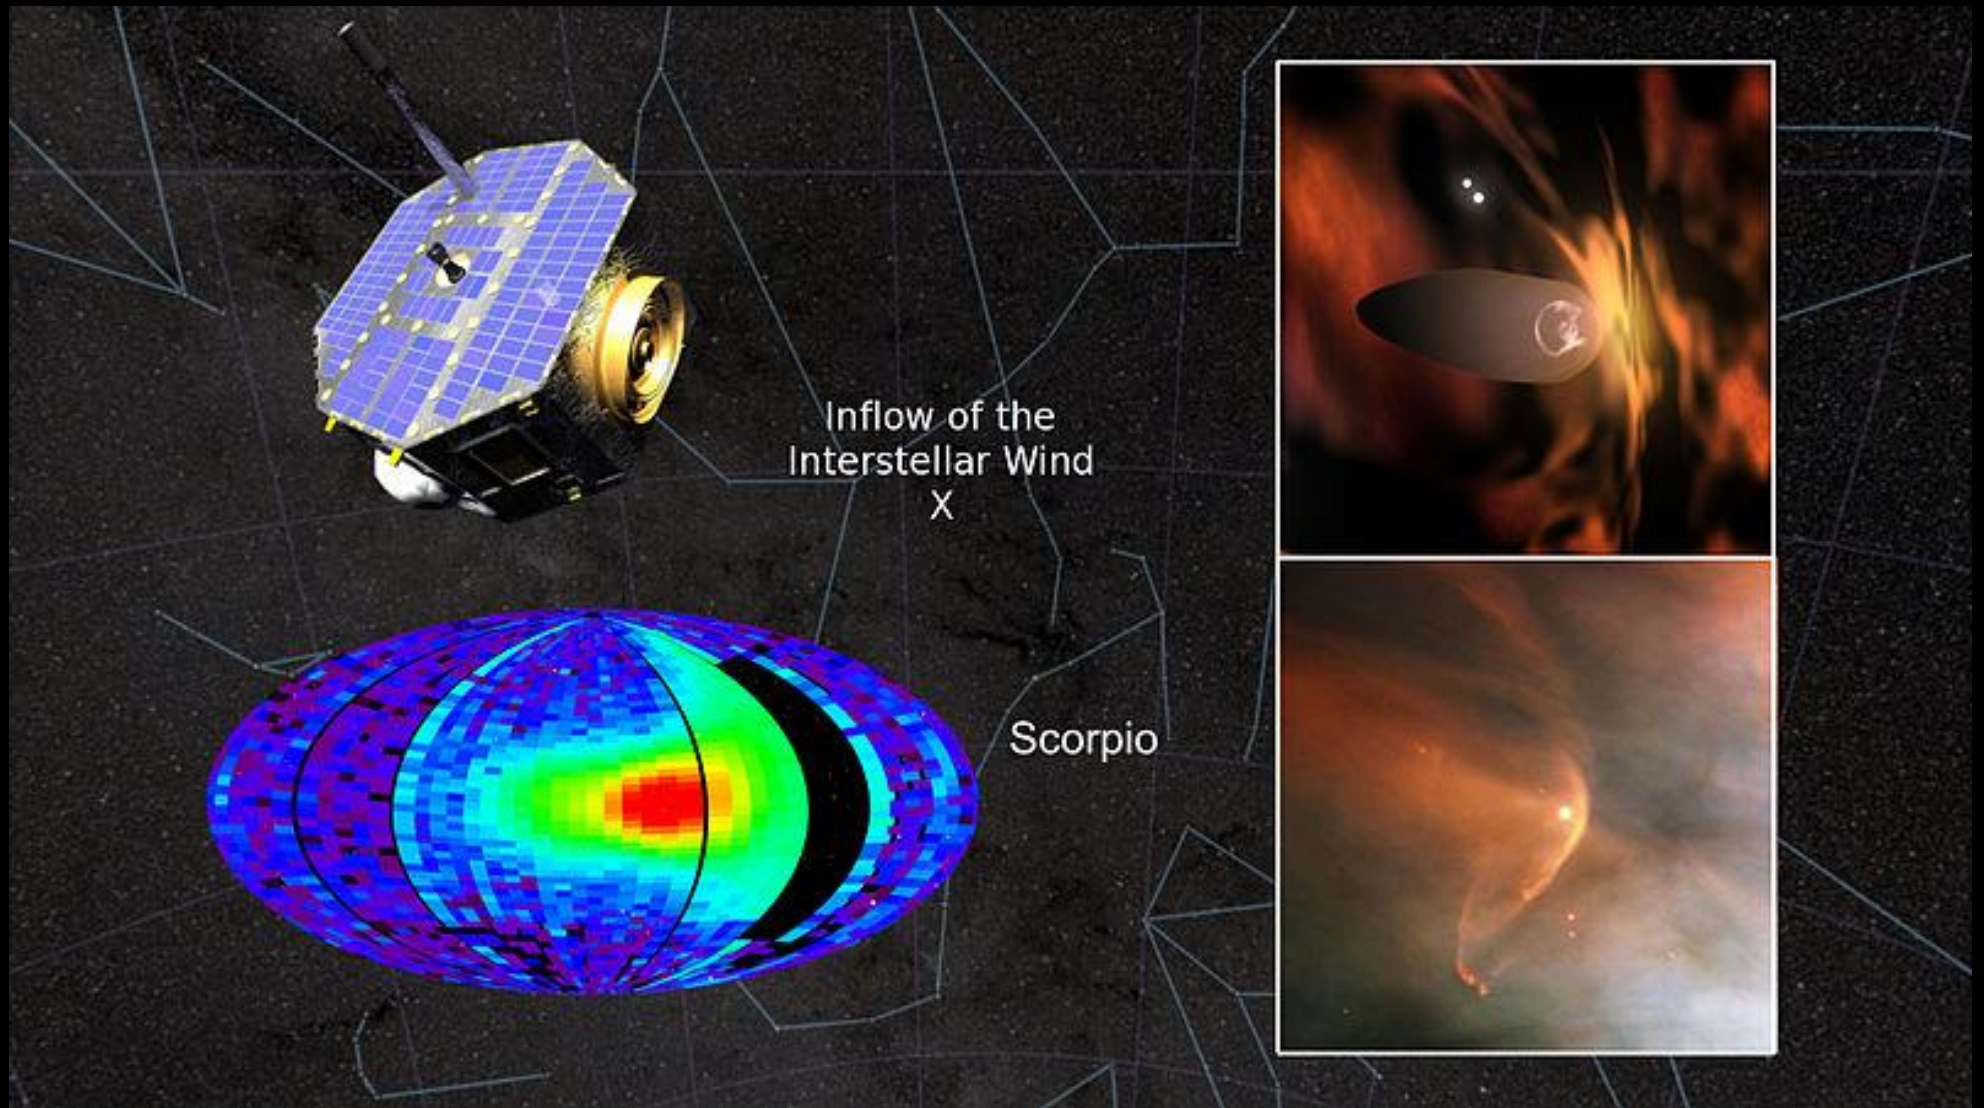 Inflow of the
Interstellar Wind
X
Scorpio